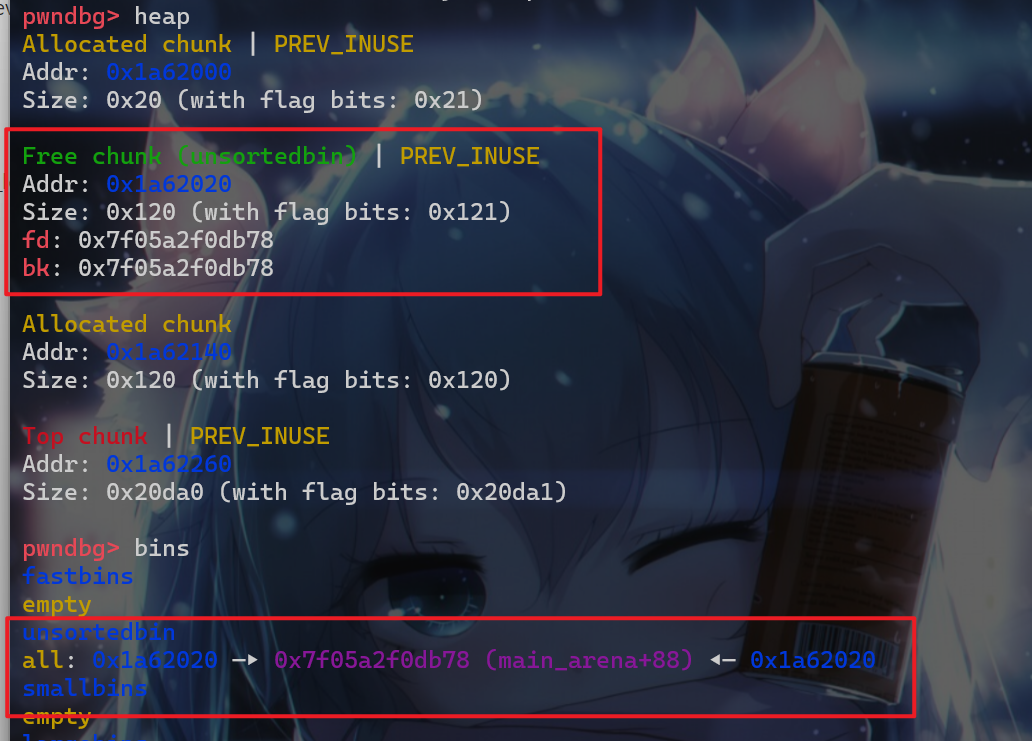 pwndbg> heap
Allocated chunk | PREV_INUSE
Addr: 0x1a62000
Size: 0x20 (with flag bits: 0x21)
Free chunk (unsortedbin) | PREV_INUSE
Addr: 0x1a62020
Size: 0x120 (with flag bits: 0x121)
fd: 0x7f05a2f0db78
bk: 0x7f05a2f0db78
Allocated chunk
Addr: 0x1a62140
Size: 0x120 (with flag bits: 0x120)
Top chunk | PREV_INUSE
Addr: 0x1a62260
Size: 0x20da0 (with flag bits: 0x20da1)
pwndbg> bins
fastbins
empty
unsortedbin
all: 0x1a62020 —▸ 0x7f05a2f0db78 (main_arena+88) ◂— 0x1a62020
smallbins
empty